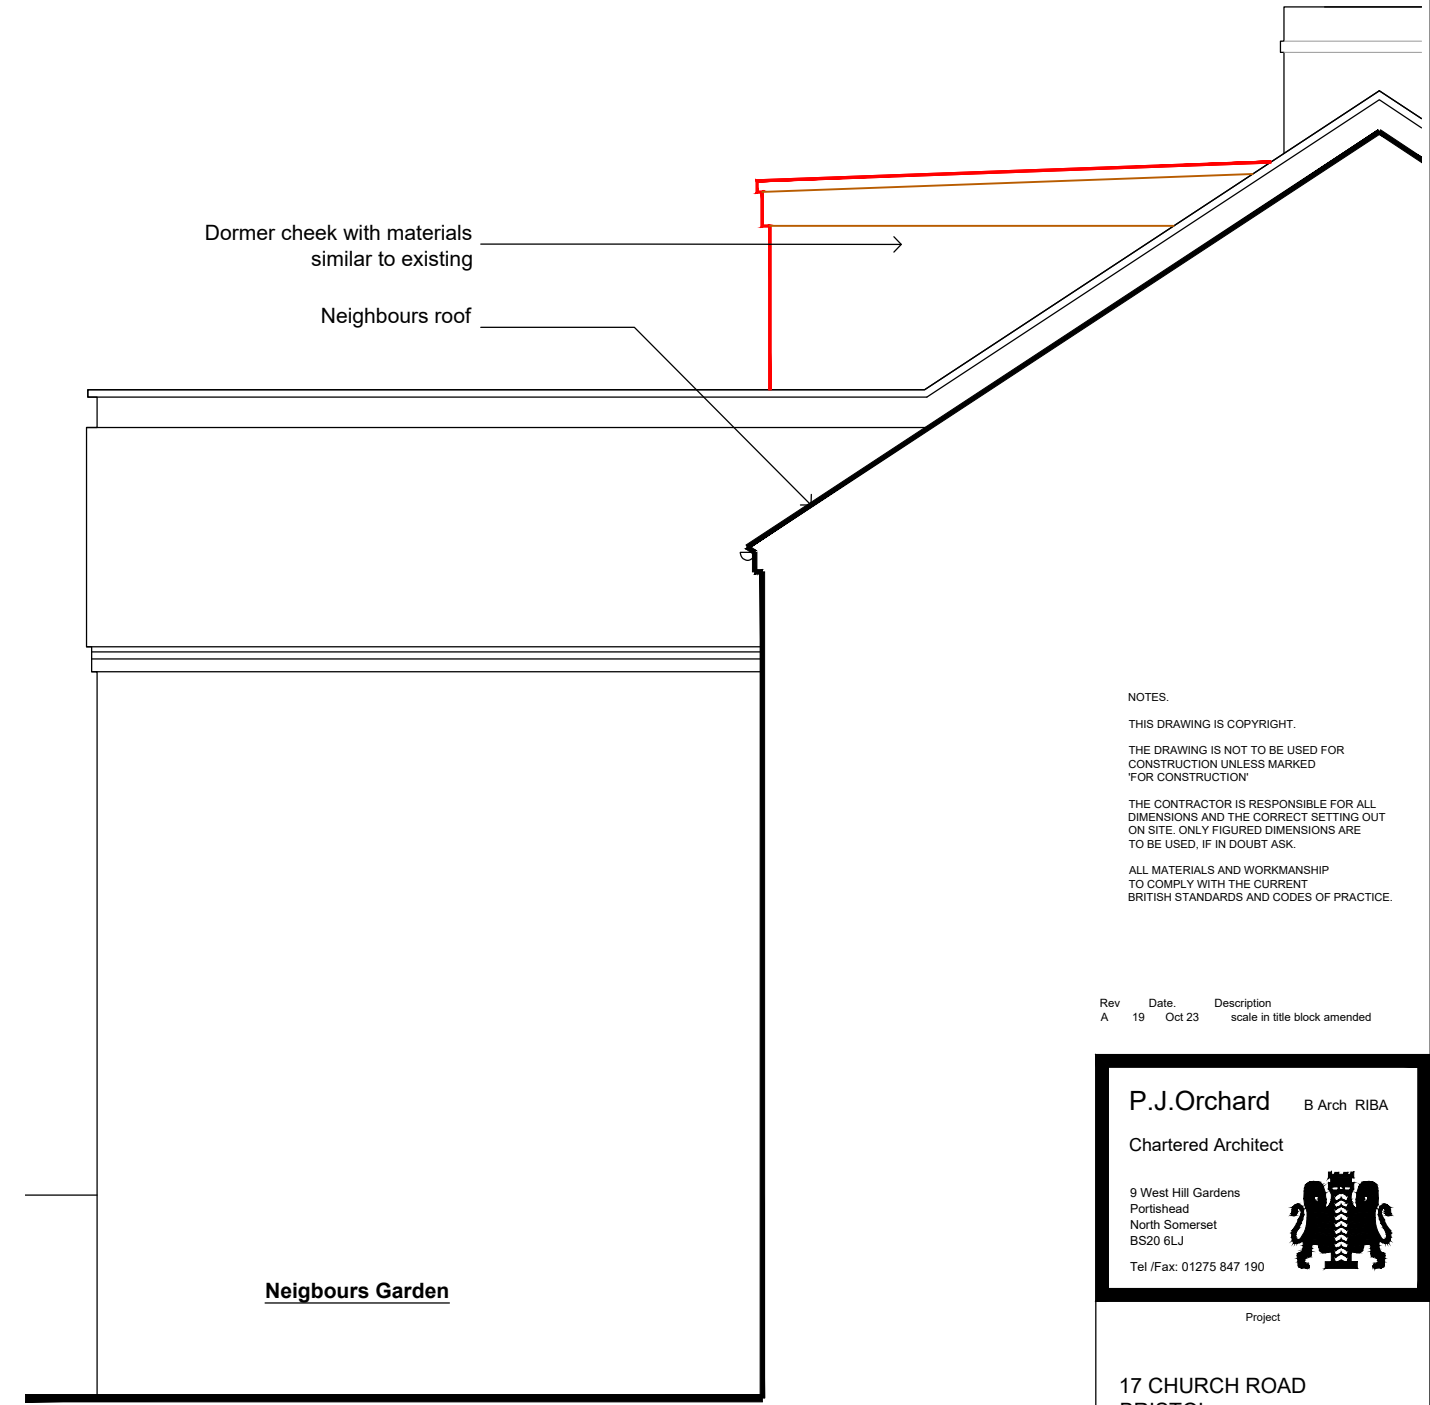 Dormer cheek with materials
similar to existing
Neighbours roof
NOTES.
THIS DRAWING IS COPYRIGHT.
THE DRAWING IS NOT TO BE USED FOR
CONSTRUCTION UNLESS MARKED
'FOR CONSTRUCTION'
THE CONTRACTOR IS RESPONSIBLE FOR ALL
DIMENSIONS AND THE CORRECT SETTING OUT
ON SITE. ONLY FIGURED DIMENSIONS ARE
TO BE USED, IF IN DOUBT ASK.
ALL MATERIALS AND WORKMANSHIP
TO COMPLY WITH THE CURRENT
BRITISH STANDARDS AND CODES OF PRACTICE.
Rev Date. Description
A 19 Oct 23 scale in title block amended
P.J.Orchard B Arch RIBA
Chartered Architect
9 West Hill Gardens
Portishead
North Somerset
BS20 6LJ
Tel /Fax: 01275 847 190
Neigbours Garden
Project
17 CHURCH ROAD
BRISTOL